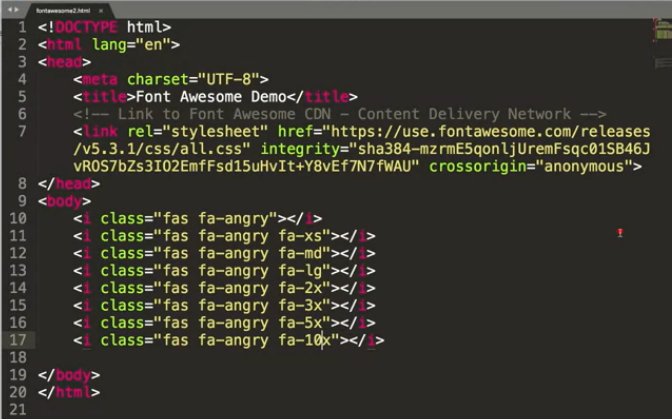 fontawesome2.html ×
1 <!DOCTYPE html>
2 <html lang="en">
3 <head>
4 <meta charset="UTF-8">
5 <title>Font Awesome Demo</title>
6 <!-- Link to Font Awesome CDN - Content Delivery Network -->
7 <link rel="stylesheet" href="https://use.fontawesome.com/releases
/v5.3.1/css/all.css" integrity="sha384-mzrmE5qonljUremFsqc01SB46J
vROS7bZs3IO2EmfFsd15uHvIt+Y8vEf7N7fWAU" crossorigin="anonymous">
8 </head>
9 <body>
10 <i class="fas fa-angry"></i>
11 <i class="fas fa-angry fa-xs"></i>
12 <i class="fas fa-angry fa-md"></i>
13 <i class="fas fa-angry fa-lg"></i>
14 <i class="fas fa-angry fa-2x"></i>
15 <i class="fas fa-angry fa-3x"></i>
16 <i class="fas fa-angry fa-5x"></i>
17 <i class="fas fa-angry fa-10x"></i>
18
19 </body>
20 </html>
21